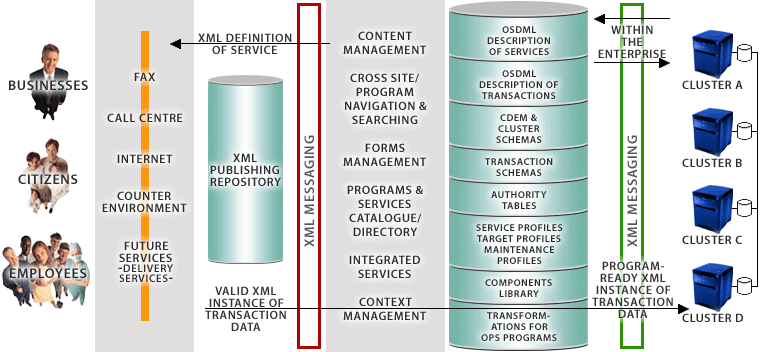 BUSINESSES
CITIZENS
EMPLOYEES
FAX
CALL CENTRE
INTERNET
COUNTER
ENVIRONMENT
FUTURE
SERVICES
-DELIVERY
SERVICES-
XML DEFINITION
OF SERVICE
XML
PUBLISHING
REPOSITORY
VALID XML
INSTANCE OF
TRANSACTION
DATA
XML MESSAGING
CONTENT
MANAGEMENT
CROSS SITE/
PROGRAM
NAVIGATION &
SEARCHING
FORMS
MANAGEMENT
PROGRAMS &
SERVICES
CATALOGUE/
DIRECTORY
INTEGRATED
SERVICES
CONTEXT
MANAGEMENT
OSDML
DESCRIPTION
OF SERVICES
OSDML
DESCRIPTION OF
TRANSACTIONS
CDEM &
CLUSTER
SCHEMAS
TRANSACTION
SCHEMAS
AUTHORITY
TABLES
SERVICE PROFILES
TARGET PROFILES
MAINTENANCE
PROFILES
COMPONENTS
LIBRARY
TRANSFORM-
ATIONS FOR
OPS PROGRAMS
WITHIN
THE
ENTERPRISE
XML MESSAGING
PROGRAM-
READY XML
INSTANCE OF
TRANSACTION
DATA
CLUSTER A
CLUSTER B
CLUSTER C
CLUSTER D